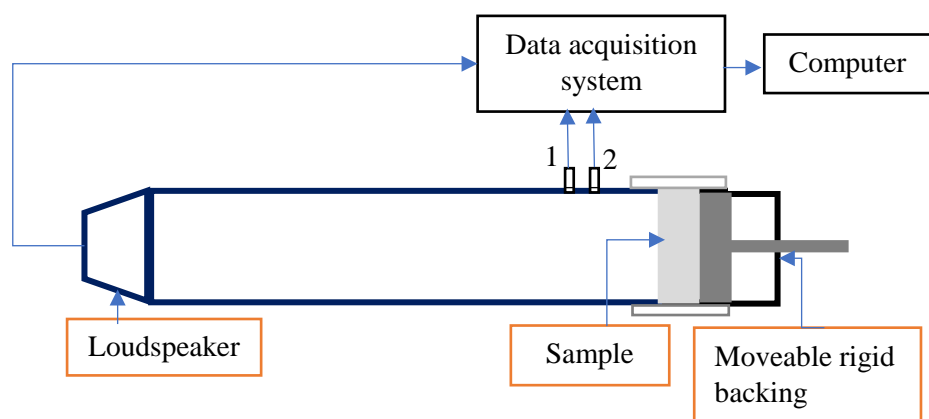 Data acquisition
system
Computer
1
2
Loudspeaker
Sample
Moveable rigid
backing